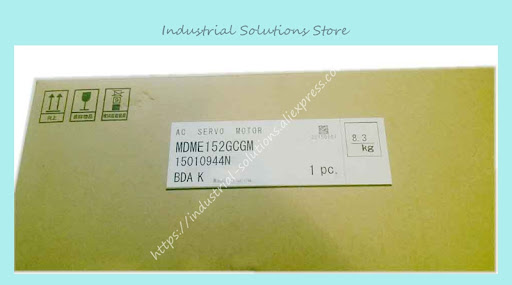 Industrial Solutions Store
AC SERVO MOTOR
MDME152GCGM
15010944N
BDA K
1 pc.
8.3
kg
https://industrial-solutions.aliexpress.com